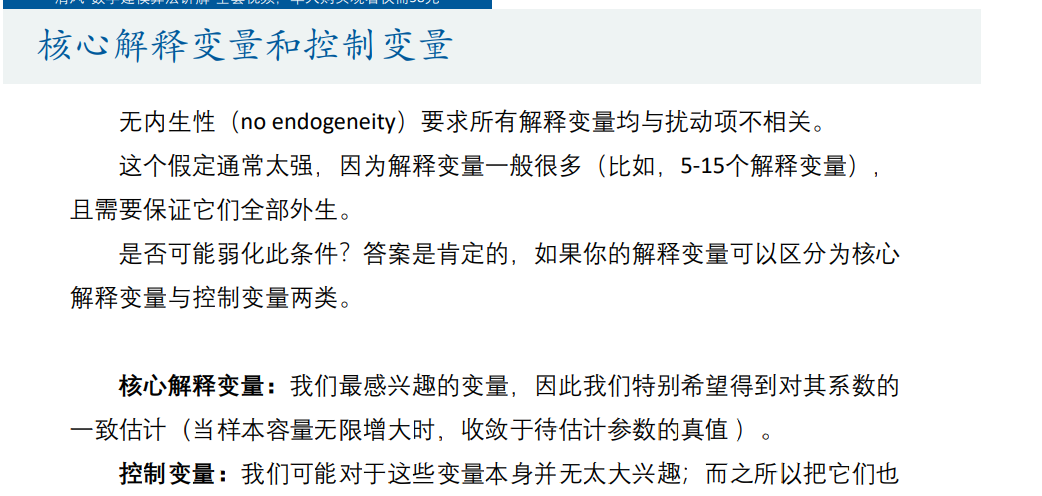 核心解释变量和控制变量
无内生性（no endogeneity）要求所有解释变量均与扰动项不相关。
这个假定通常太强，因为解释变量一般很多（比如，5-15个解释变量），
且需要保证它们全部外生。
是否可能弱化此条件？答案是肯定的，如果你的解释变量可以区分为核心
解释变量与控制变量两类。
核心解释变量：我们最感兴趣的变量，因此我们特别希望得到对其系数的
一致估计（当样本容量无限增大时，收敛于待估计参数的真值 ）。
控制变量：我们可能对于这些变量本身并无太大兴趣；而之所以把它们也